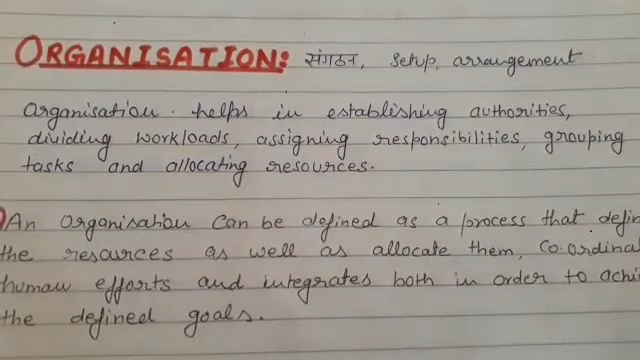 ORGANISATION: संगठन, setup, arrangement
Organisation helps in establishing authorities,
dividing workloads, assigning responsibilities, grouping
tasks and allocating resources.
An Organisation can be defined as a process that defin
the resources as well as allocate them, Co-ordina
human efforts and integrates both in order to achi
the defined goals.